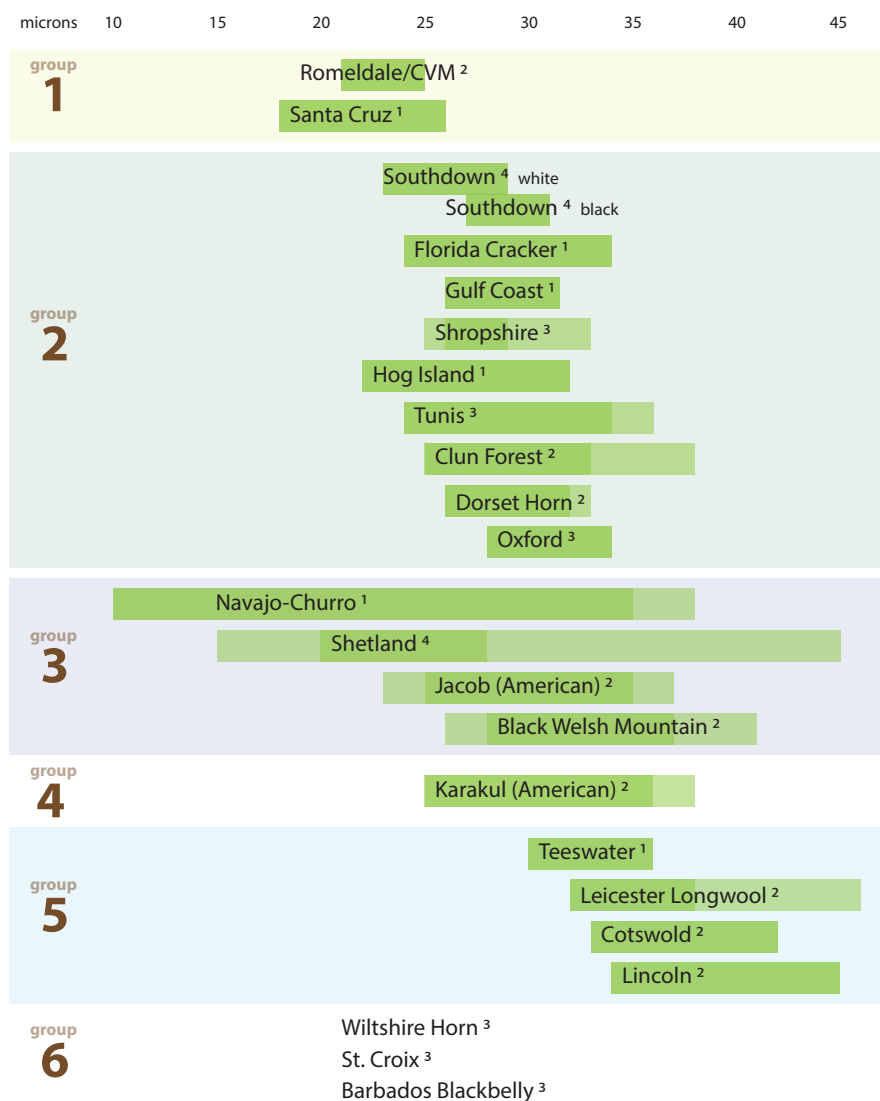 microns 10 15 20 25 30 35 40 45
group
1
Romeldale/CVM ²
Santa Cruz ¹
group
2
Southdown ⁴ white
Southdown ⁴ black
Florida Cracker ¹
Gulf Coast ¹
Shropshire ³
Hog Island ¹
Tunis ³
Clun Forest ²
Dorset Horn ²
Oxford ³
group
3
Navajo-Churro ¹
Shetland ⁴
Jacob (American) ²
Black Welsh Mountain ²
group
4
Karakul (American) ²
group
5
Teeswater ¹
Leicester Longwool ²
Cotswold ²
Lincoln ²
group
6
Wiltshire Horn ³
St. Croix ³
Barbados Blackbelly ³